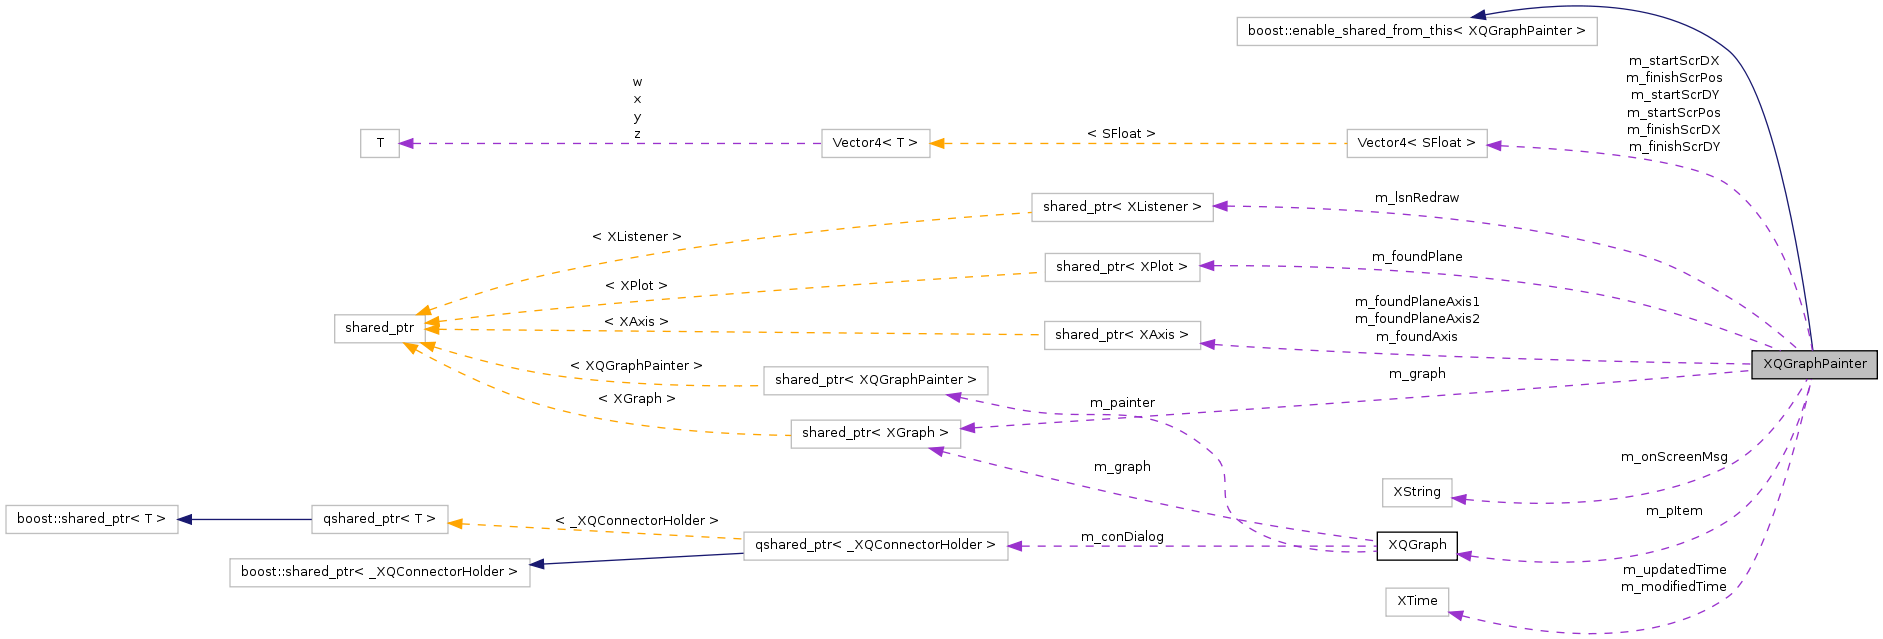 boost::enable_shared_from_this< XQGraphPainter >
m_startScrDX
m_finishScrPos
m_startScrDY
m_startScrPos
m_finishScrDX
m_finishScrDY
w
x
y
z
T
Vector4< T >
< SFloat >
Vector4< SFloat >
shared_ptr< XListener >
m_lsnRedraw
< XListener >
shared_ptr< XPlot >
m_foundPlane
< XPlot >
shared_ptr
< XAxis >
shared_ptr< XAxis >
m_foundPlaneAxis1
m_foundPlaneAxis2
m_foundAxis
XQGraphPainter
< XQGraphPainter >
shared_ptr< XQGraphPainter >
m_graph
< XGraph >
m_painter
shared_ptr< XGraph >
m_graph
m_onScreenMsg
XString
m_pItem
boost::shared_ptr< T >
qshared_ptr< T >
< _XQConnectorHolder >
qshared_ptr< _XQConnectorHolder >
m_conDialog
XQGraph
boost::shared_ptr< _XQConnectorHolder >
m_updatedTime
m_modifiedTime
XTime